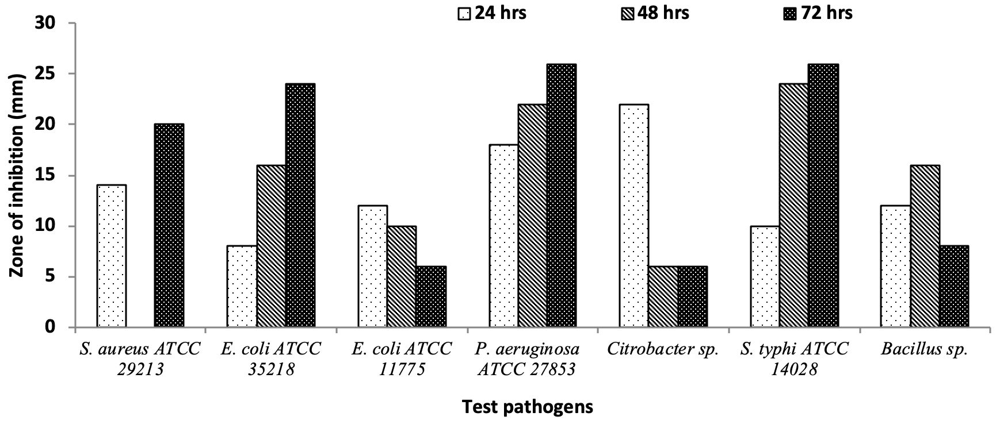 24 hrs 48 hrs 72 hrs
30
25
20
15
10
5
0
Zone of inhibition (mm)
S. aureus ATCC 29213
E. coli ATCC 35218
E. coli ATCC 11775
P. aeruginosa ATCC 27853
Citrobacter sp.
S. typhi ATCC 14028
Bacillus sp.
Test pathogens